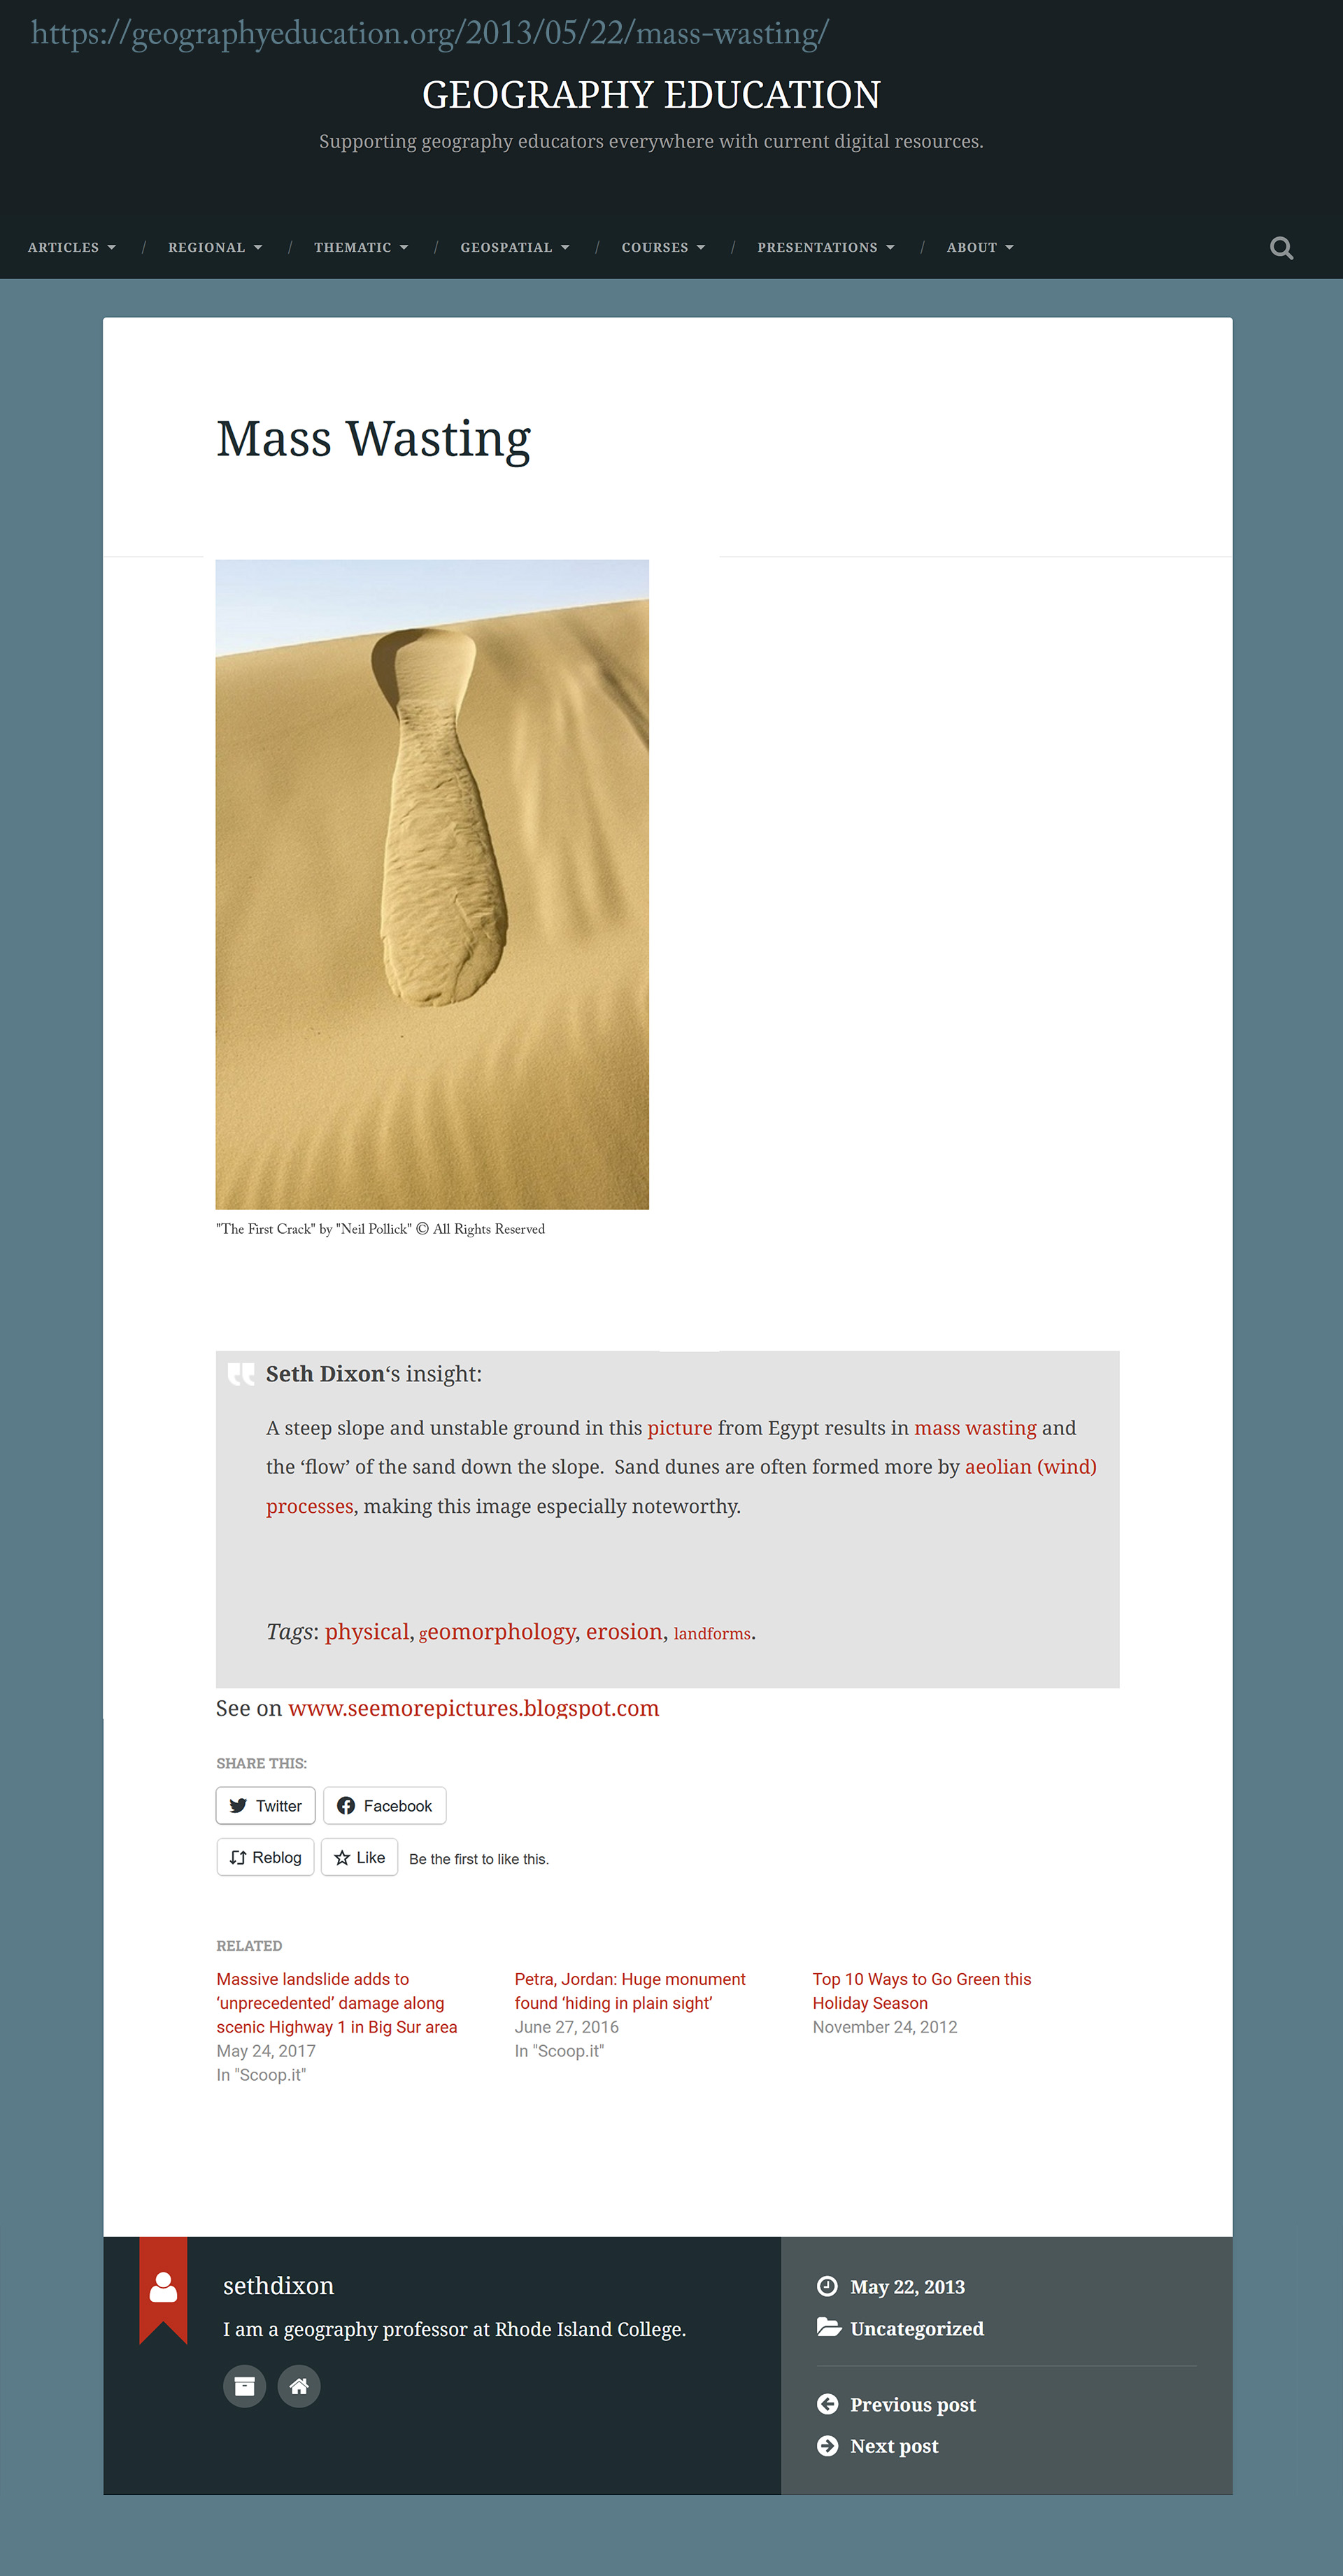 https://geographyeducation.org/2013/05/22/mass-wasting/
GEOGRAPHY EDUCATION
Supporting geography educators everywhere with current digital resources.
ARTICLES / REGIONAL / THEMATIC / GEOSPATIAL / COURSES / PRESENTATIONS / ABOUT
Mass Wasting
"The First Crack" by "Neil Pollick" © All Rights Reserved
Seth Dixon‘s insight:
A steep slope and unstable ground in this picture from Egypt results in mass wasting and
the ‘flow’ of the sand down the slope.  Sand dunes are often formed more by aeolian (wind)
processes, making this image especially noteworthy.
Tags: physical, geomorphology, erosion, landforms.
See on www.seemorepictures.blogspot.com
SHARE THIS:
Twitter Facebook
Reblog Like Be the first to like this.
RELATED
Massive landslide adds to
‘unprecedented’ damage along
scenic Highway 1 in Big Sur area
May 24, 2017
In "Scoop.it"
Petra, Jordan: Huge monument
found ‘hiding in plain sight’
June 27, 2016
In "Scoop.it"
Top 10 Ways to Go Green this
Holiday Season
November 24, 2012
sethdixon
I am a geography professor at Rhode Island College.
May 22, 2013
Uncategorized
Previous post
Next post